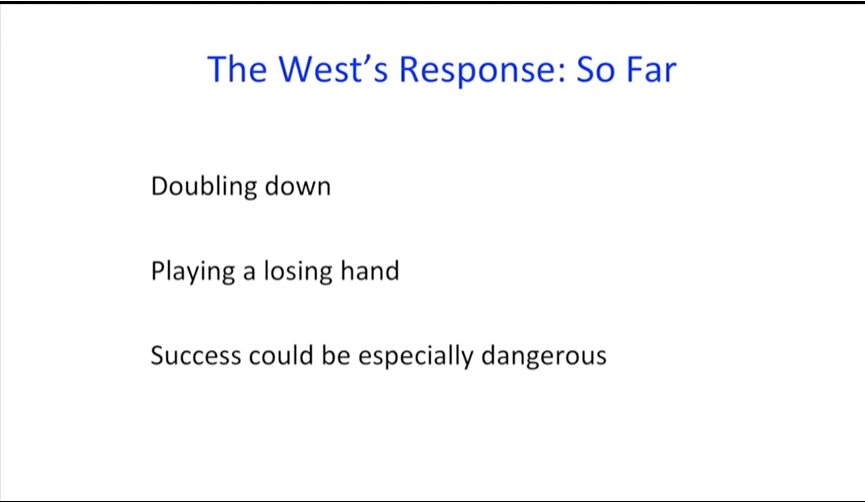 The West’s Response: So Far
Doubling down
Playing a losing hand
Success could be especially dangerous